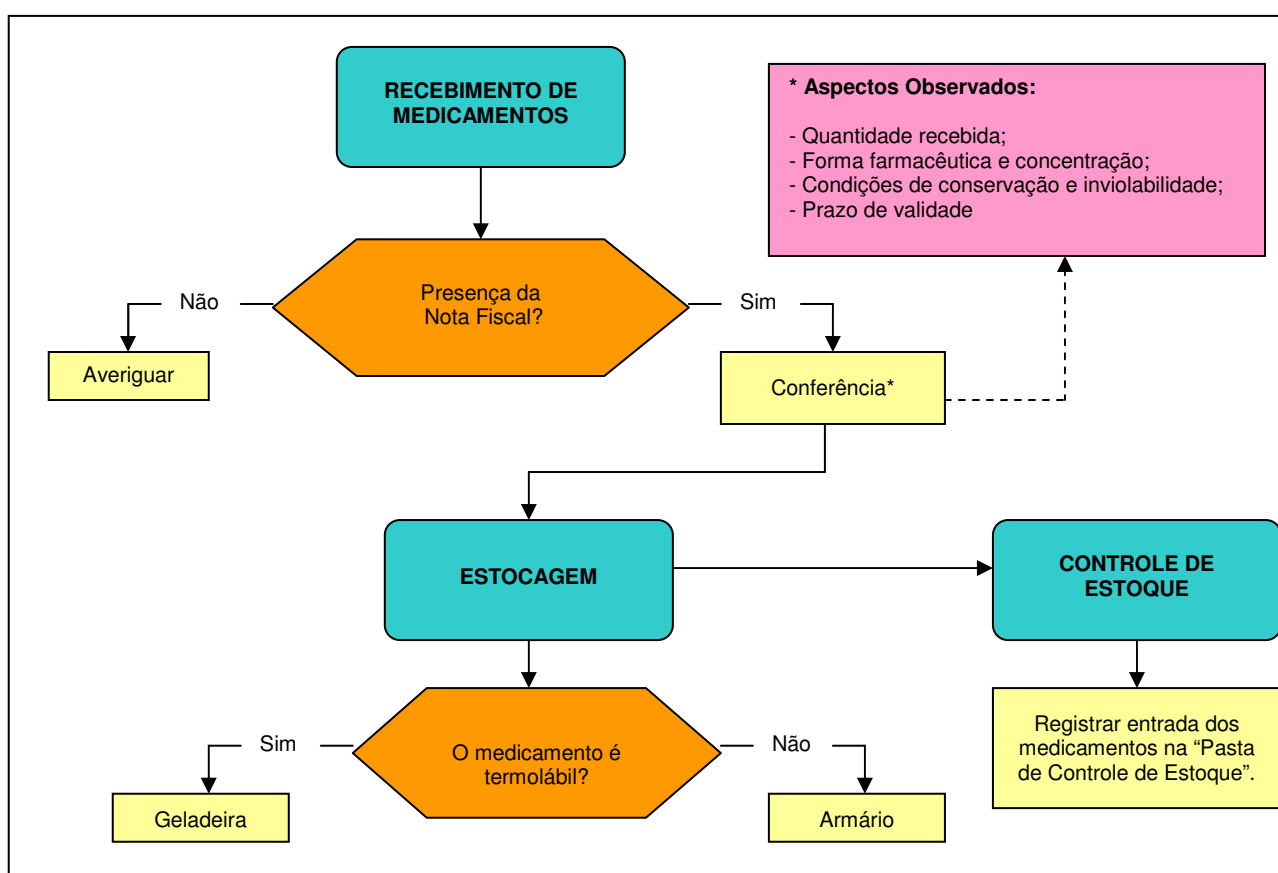 RECEBIMENTO DE
MEDICAMENTOS
* Aspectos Observados:
- Quantidade recebida;
- Forma farmacêutica e concentração;
- Condições de conservação e inviolabilidade;
- Prazo de validade
Presença da
Nota Fiscal?
Não
Sim
Averiguar
Conferência*
ESTOCAGEM
CONTROLE DE
ESTOQUE
O medicamento é
termolábil?
Sim
Não
Geladeira
Armário
Registrar entrada dos
medicamentos na “Pasta
de Controle de Estoque”.